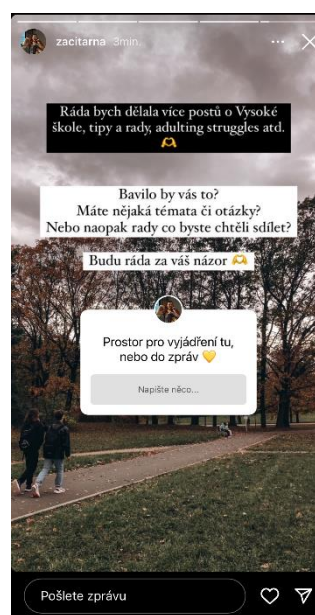 zacitarna 3min.
Ráda bych dělala více postů o Vysoké
škole, tipy a rady, adulting struggles atd.
🫶
Bavilo by vás to?
Máte nějaká témata či otázky?
Nebo naopak rady co byste chtěli sdílet?
Budu ráda za váš názor 🫶
Prostor pro vyjádření tu,
nebo do zpráv 💛
Napište něco...
Pošlete zprávu